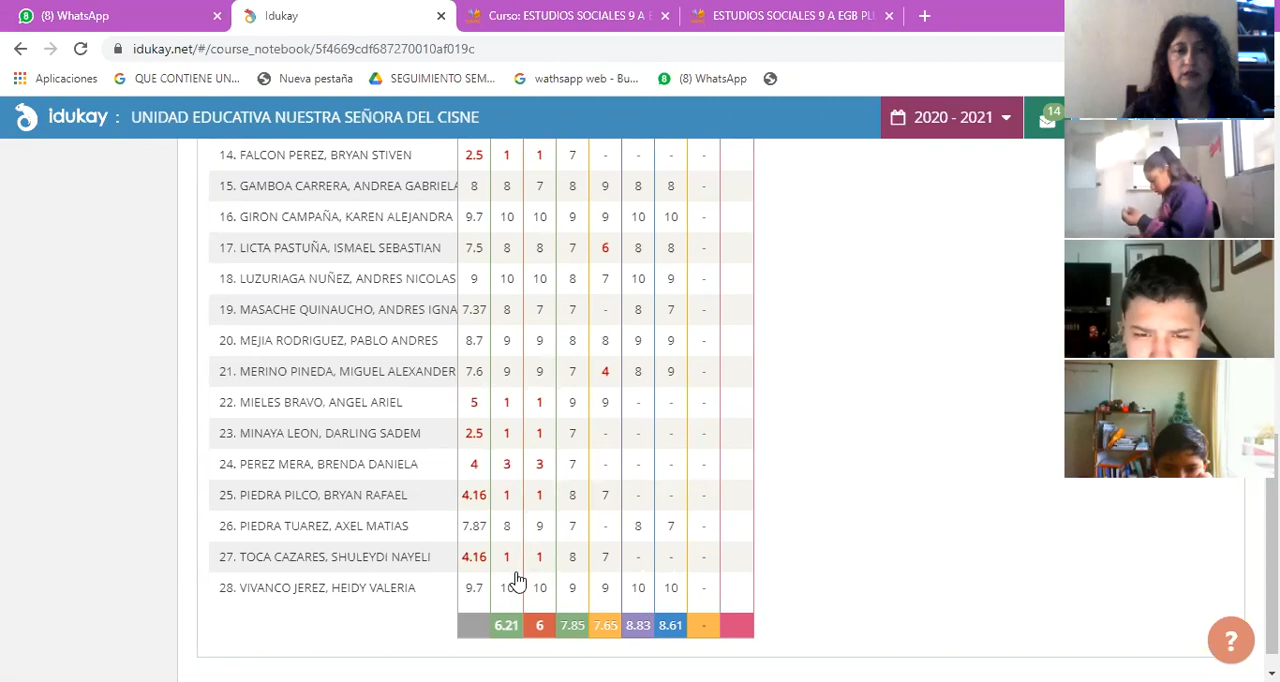 8 (8) WhatsApp
Idukay
Curso: ESTUDIOS SOCIALES 9 A E
ESTUDIOS SOCIALES 9 A EGB PL
idukay.net/#/course_notebook/5f4669cdf687270010af019c
Aplicaciones QUE CONTIENE UN... Nueva pestaña SEGUIMIENTO SEM... wathsapp web - Bu... 8 (8) WhatsApp
idukay : UNIDAD EDUCATIVA NUESTRA SEÑORA DEL CISNE 2020 - 2021 14
14. FALCON PEREZ, BRYAN STIVEN 2.5 1 1 7 - - - -
15. GAMBOA CARRERA, ANDREA GABRIELA 8 8 7 8 9 8 8 -
16. GIRON CAMPAÑA, KAREN ALEJANDRA 9.7 10 10 9 9 10 10 -
17. LICTA PASTUÑA, ISMAEL SEBASTIAN 7.5 8 8 7 6 8 8 -
18. LUZURIAGA NUÑEZ, ANDRES NICOLAS 9 10 10 8 7 10 9 -
19. MASACHE QUINAUCHO, ANDRES IGNA 7.37 8 7 7 - 8 7 -
20. MEJIA RODRIGUEZ, PABLO ANDRES 8.7 9 9 8 8 9 9 -
21. MERINO PINEDA, MIGUEL ALEXANDER 7.6 9 9 7 4 8 9 -
22. MIELES BRAVO, ANGEL ARIEL 5 1 1 9 9 - - -
23. MINAYA LEON, DARLING SADEM 2.5 1 1 7 - - - -
24. PEREZ MERA, BRENDA DANIELA 4 3 3 7 - - - -
25. PIEDRA PILCO, BRYAN RAFAEL 4.16 1 1 8 7 - - -
26. PIEDRA TUAREZ, AXEL MATIAS 7.87 8 9 7 - 8 7 -
27. TOCA CAZARES, SHULEYDI NAYELI 4.16 1 1 8 7 - - -
28. VIVANCO JEREZ, HEIDY VALERIA 9.7 10 10 9 9 10 10 -
6.21 6 7.85 7.65 8.83 8.61 -
?